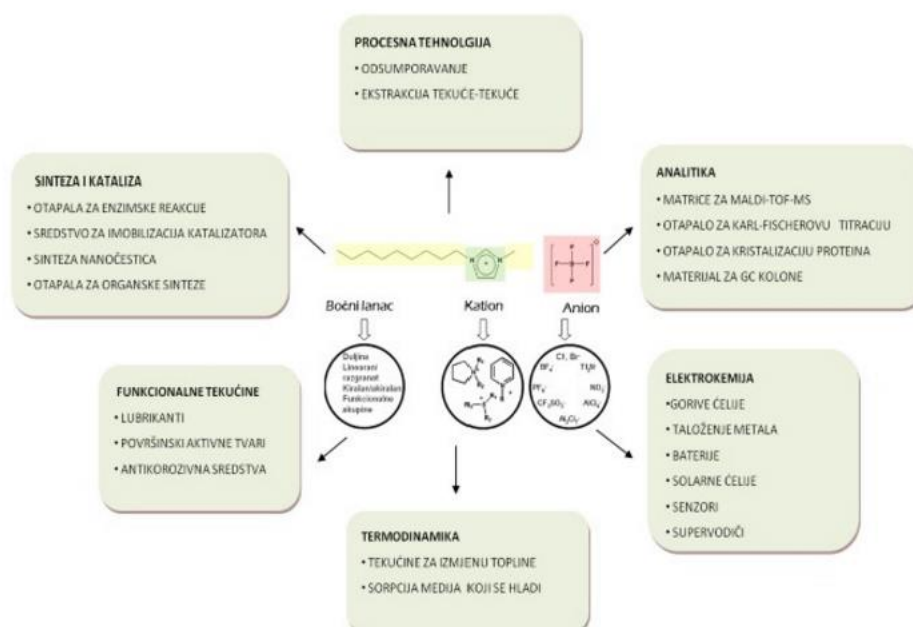 PROCESNA TEHNOLGIJA
• ODSUMPORAVANJE
• EKSTRAKCIJA TEKUĆE-TEKUĆE
SINTEZA I KATALIZA
• OTAPALA ZA ENZIMSKE REAKCIJE
• SREDSTVO ZA IMOBILIZACIJA KATALIZATORA
• SINTEZA NANOČESTICA
• OTAPALA ZA ORGANSKE SINTEZE
ANALITIKA
• MATRICE ZA MALDI-TOF-MS
• OTAPALO ZA KARL-FISCHEROVU TITRACIJU
• OTAPALO ZA KRISTALIZACIJU PROTEINA
• MATERIJAL ZA GC KOLONE
N
N
+
F
F B F
F
Bočni lanac
Kation
Anion
Duljina
Linearani
razgranat
Kiralan/akiralan
Funkcionalne
skupine
Cl, Br
BF₄⁻
PF₆⁻
NO₃⁻
CF₃SO₃⁻
AlCl₄⁻
Al₂Cl₇⁻
FUNKCIONALNE TEKUĆINE
• LUBRIKANTI
• POVRŠINSKI AKTIVNE TVARI
• ANTIKOROZIVNA SREDSTVA
ELEKTROKEMIJA
•GORIVE ĆELIJE
• TALOŽENJE METALA
• BATERIJE
• SOLARNE ĆELIJE
• SENZORI
• SUPERVODIČI
TERMODINAMIKA
• TEKUĆINE ZA IZMJENU TOPLINE
• SORPCIJA MEDIJA KOJI SE HLADI